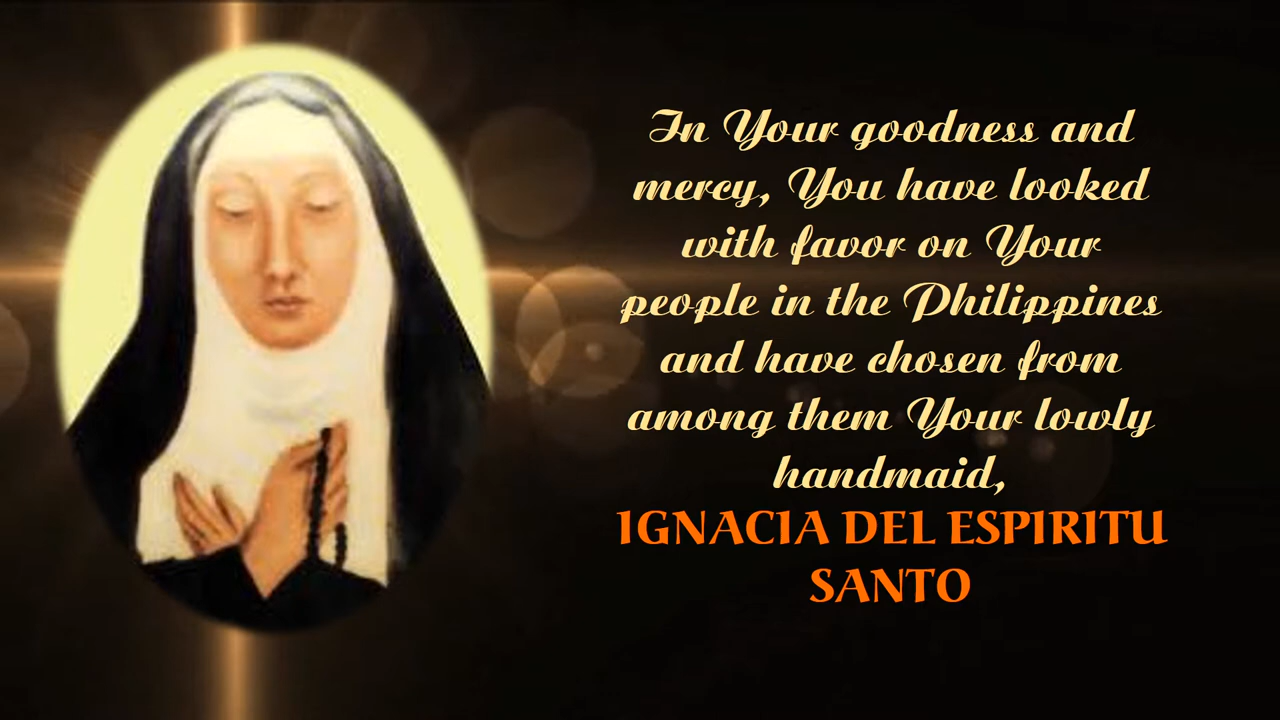 In Your goodness and
mercy, You have looked
with favor on Your
people in the Philippines
and have chosen from
among them Your lowly
handmaid,
IGNACIA DEL ESPIRITU
SANTO